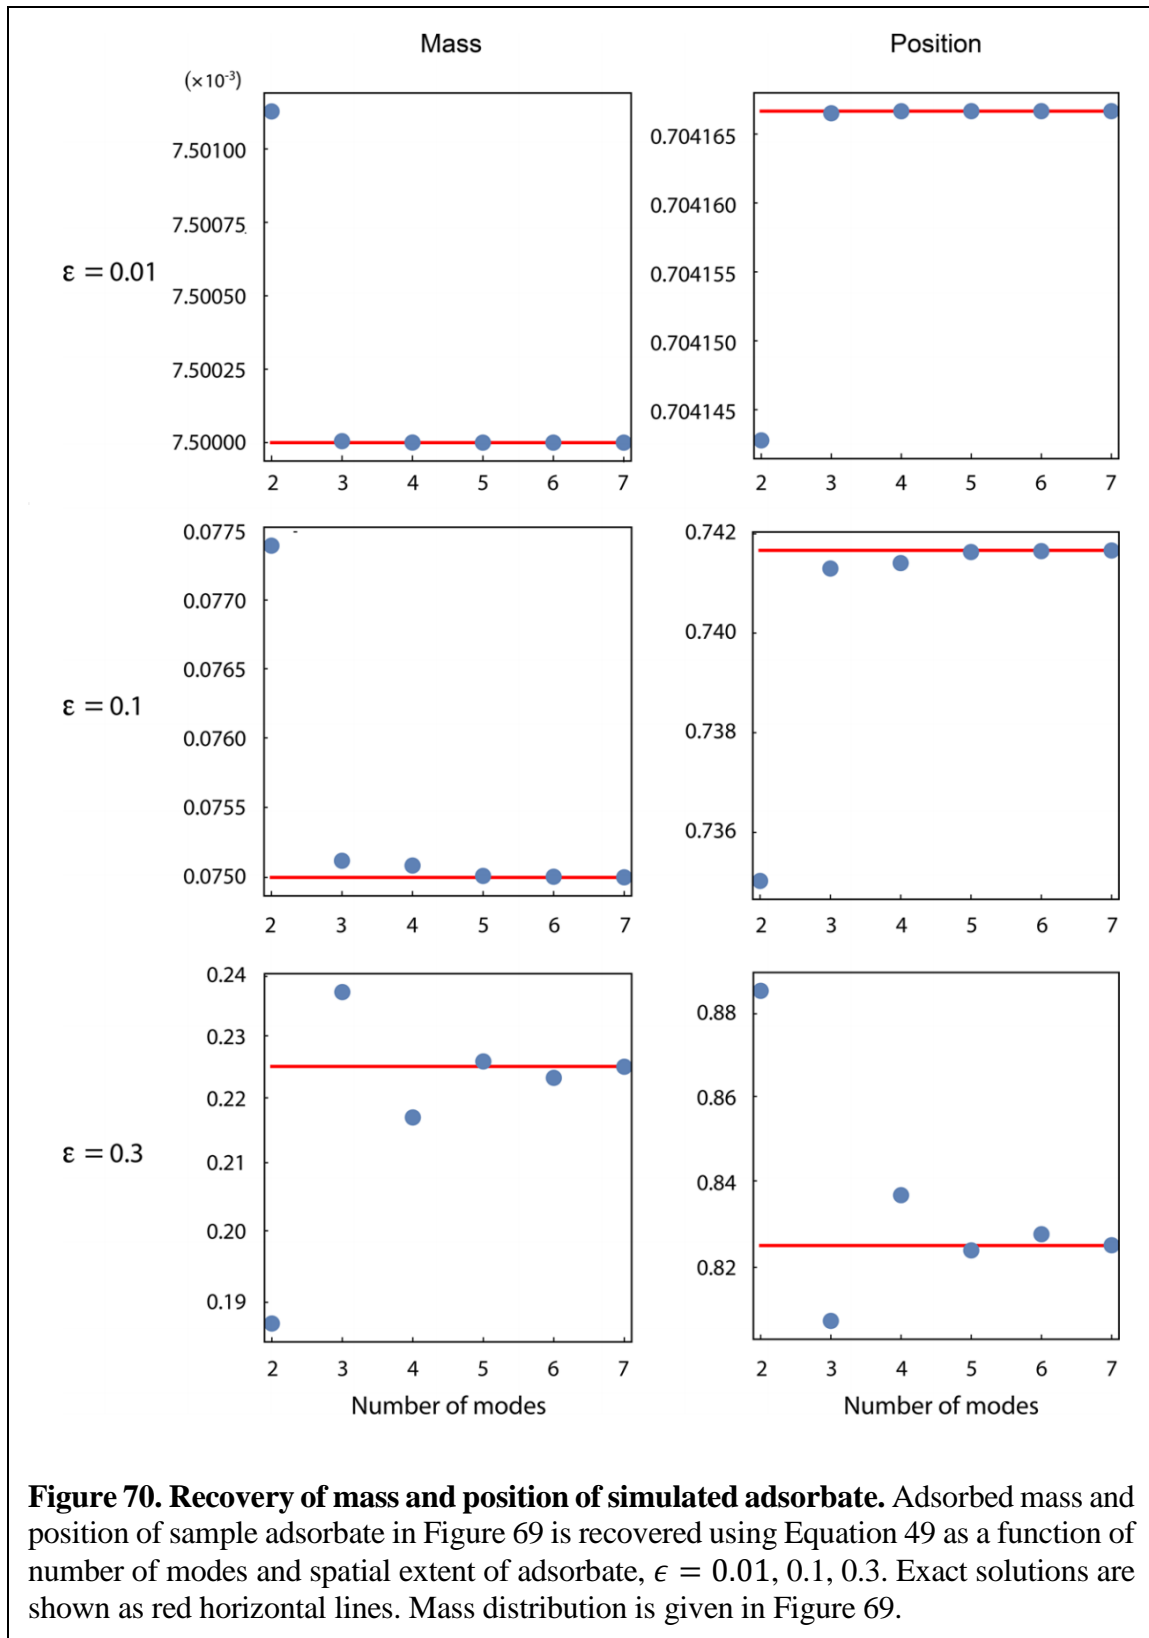 Mass
Position
(×10⁻³)
7.50100
7.50075
7.50050
7.50025
7.50000
2 3 4 5 6 7
0.704165
0.704160
0.704155
0.704150
0.704145
2 3 4 5 6 7
ε = 0.01
0.0775
0.0770
0.0765
0.0760
0.0755
0.0750
2 3 4 5 6 7
0.742
0.740
0.738
0.736
2 3 4 5 6 7
ε = 0.1
0.24
0.23
0.22
0.21
0.20
0.19
2 3 4 5 6 7
Number of modes
0.88
0.86
0.84
0.82
2 3 4 5 6 7
Number of modes
ε = 0.3
Figure 70. Recovery of mass and position of simulated adsorbate. Adsorbed mass and
position of sample adsorbate in Figure 69 is recovered using Equation 49 as a function of
number of modes and spatial extent of adsorbate, ϵ = 0.01, 0.1, 0.3. Exact solutions are
shown as red horizontal lines. Mass distribution is given in Figure 69.